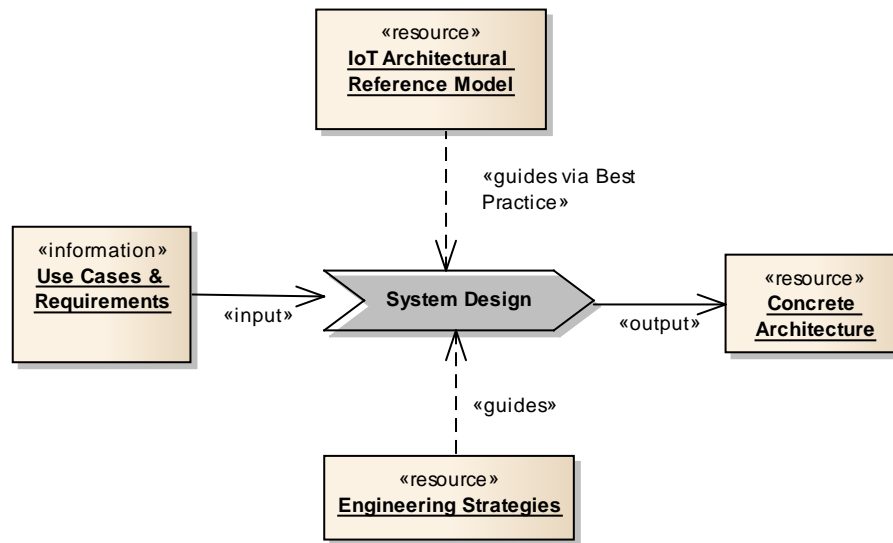 «resource»
IoT Architectural
Reference Model
«guides via Best
Practice»
«information»
Use Cases &
Requirements
«input»
System Design
«output»
«resource»
Concrete
Architecture
«guides»
«resource»
Engineering Strategies